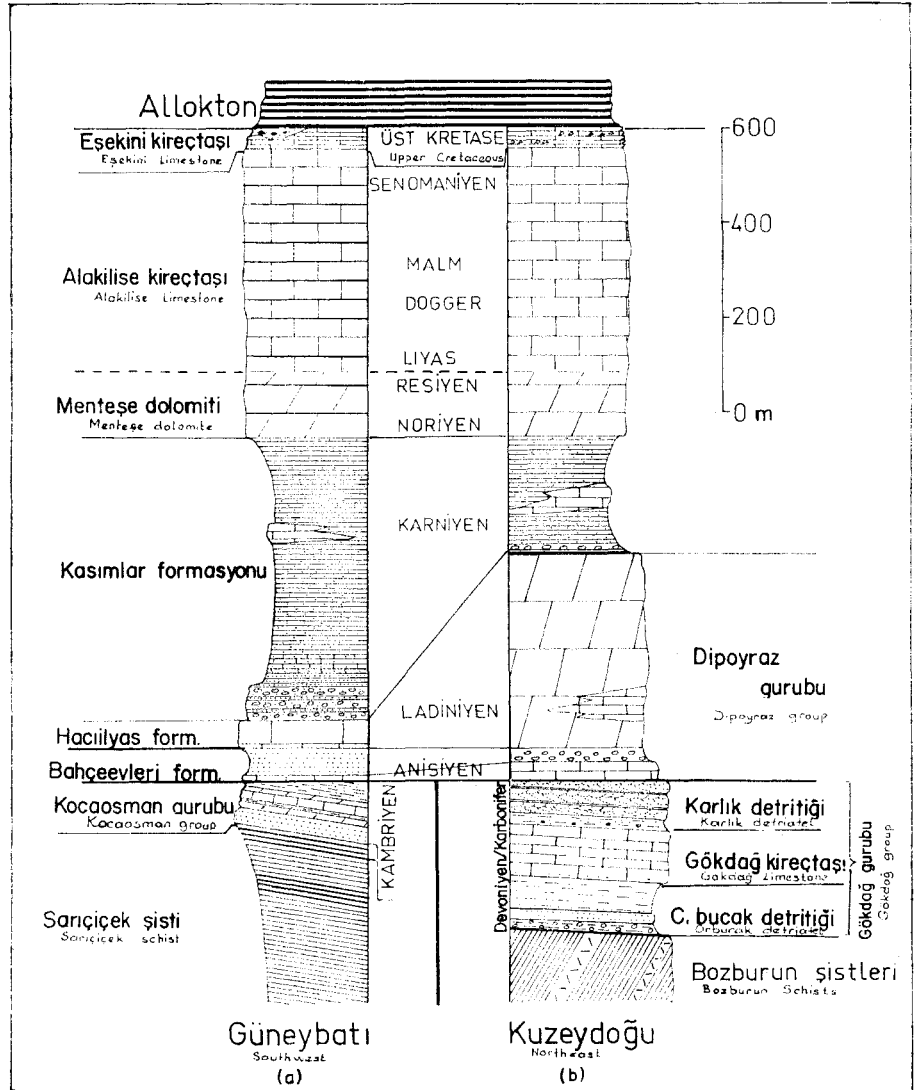 Allokton
Eşekini kireçtaşı
Eşekini Limestone
ÜST KRETASE
Upper Cretaceous
SENOMANİYEN
600
400
200
0 m
Alakilise kireçtaşı
Alakilise Limestone
MALM
DOGGER
LIYAS
RESİYEN
Menteşe dolomiti
Menteşe dolomite
NORİYEN
KARNİYEN
Kasımlar formasyonu
Dipoyraz
gurubu
Dipoyraz group
LADİNİYEN
Hacıilyas form.
Bahçeevleri form.
ANİSİYEN
Kocaosman gurubu
Kocaosman group
KAMBRİYEN
Devoniyen/Karbonifer
Karlık detritiği
Karlık detriatel
Gökdağ kireçtaşı
Gökdağ Limestone
Gökdağ gurubu
Gökdağ group
C. bucak detritiği
Orbucak detriatel
Sarıçiçek şisti
Sarıçiçek schist
Bozburun şistleri
Bozburun Schists
Güneybatı
Southwest
(a)
Kuzeydoğu
Northeast
(b)